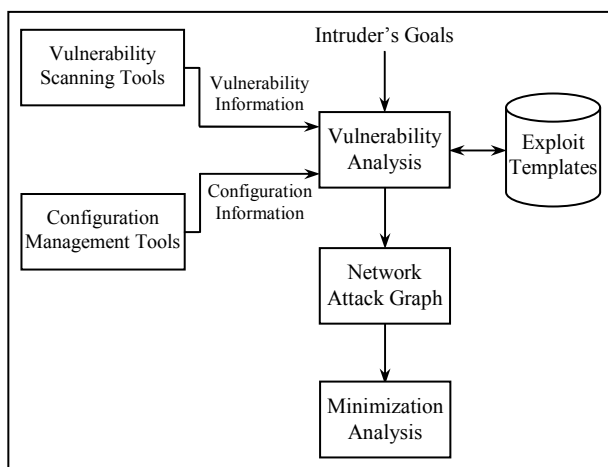 Vulnerability
Scanning Tools
Intruder's Goals
Vulnerability
Information
Vulnerability
Analysis
Exploit
Templates
Configuration
Management Tools
Configuration
Information
Network
Attack Graph
Minimization
Analysis